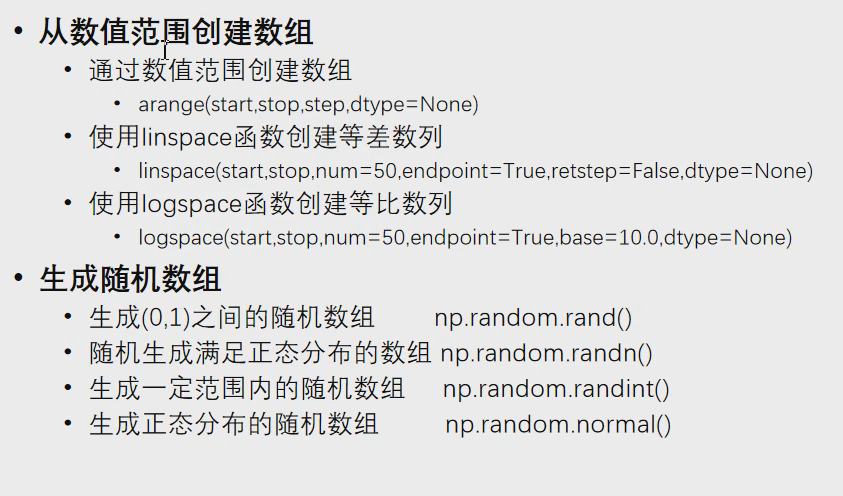 从数值范围创建数组
通过数值范围创建数组
arange(start,stop,step,dtype=None)
使用linspace函数创建等差数列
linspace(start,stop,num=50,endpoint=True,retstep=False,dtype=None)
使用logspace函数创建等比数列
logspace(start,stop,num=50,endpoint=True,base=10.0,dtype=None)
生成随机数组
生成(0,1)之间的随机数组 np.random.rand()
随机生成满足正态分布的数组 np.random.randn()
生成一定范围内的随机数组 np.random.randint()
生成正态分布的随机数组 np.random.normal()